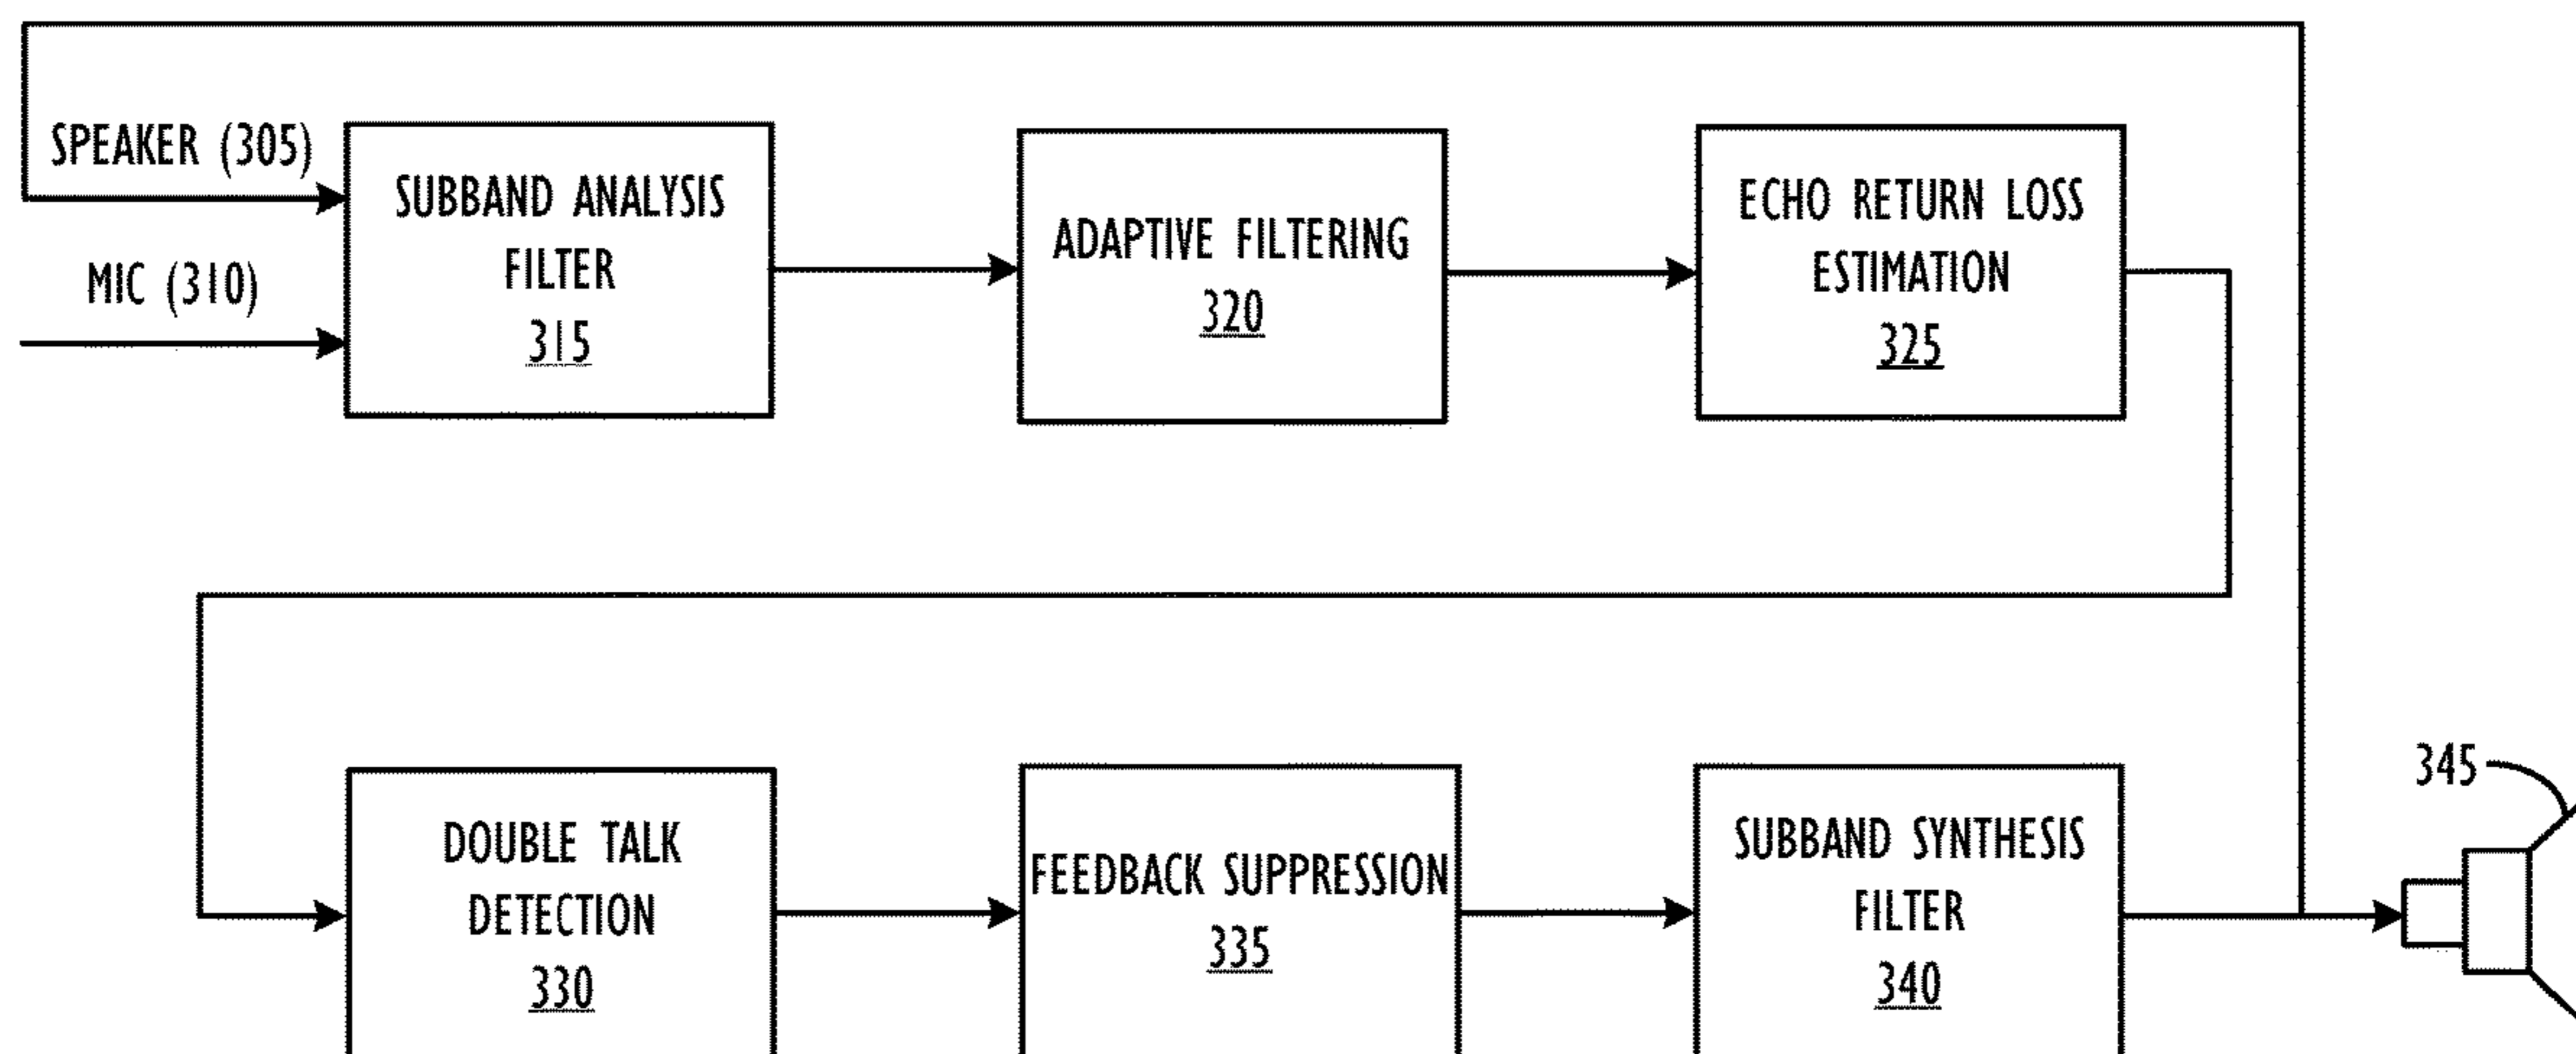 SPEAKER (305)
MIC (310)
SUBBAND ANALYSIS
FILTER
315
ADAPTIVE FILTERING
320
ECHO RETURN LOSS
ESTIMATION
325
DOUBLE TALK
DETECTION
330
FEEDBACK SUPPRESSION
335
SUBBAND SYNTHESIS
FILTER
340
345